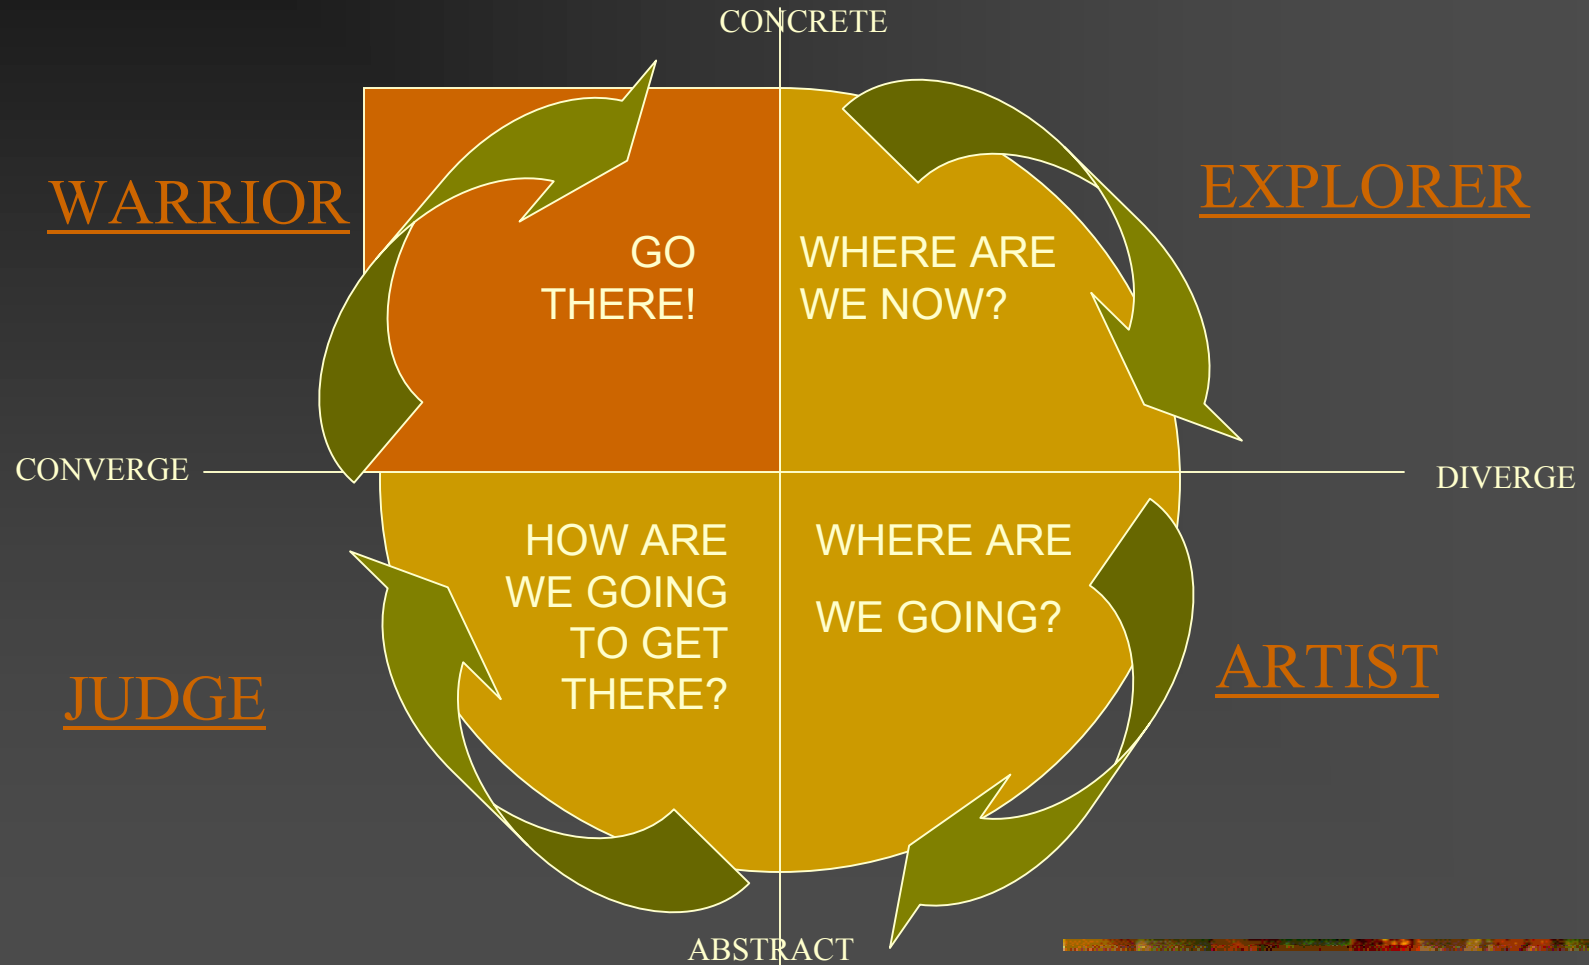 CONCRETE
WARRIOR
EXPLORER
GO
THERE!
WHERE ARE
WE NOW?
CONVERGE
DIVERGE
HOW ARE
WE GOING
TO GET
THERE?
WHERE ARE
WE GOING?
JUDGE
ARTIST
ABSTRACT